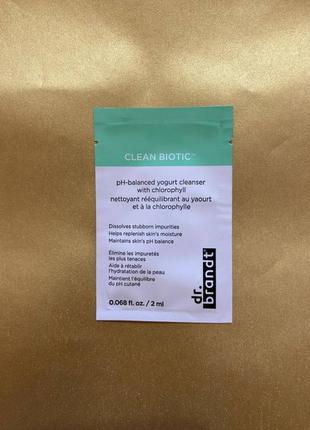 CLEAN BIOTIC™
pH-balanced yogurt cleanser
with chlorophyll
nettoyant rééquilibrant au yaourt
et à la chlorophylle
Dissolves stubborn impurities
Helps replenish skin's moisture
Maintains skin's pH balance
Élimine les impuretés
les plus tenaces
Aide à rétablir
l'hydratation de la peau
Maintient l'équilibre
du pH cutané
0.068 fl. oz. / 2 ml
dr.
brandt®